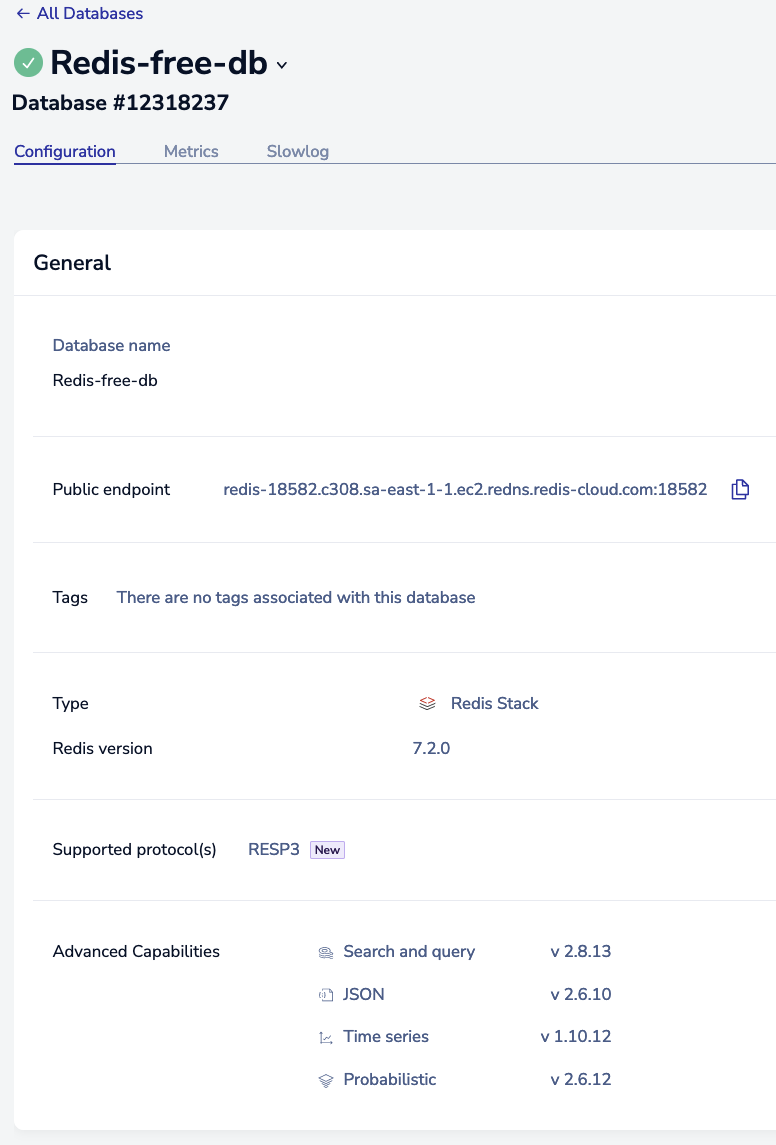 ← All Databases
Redis-free-db
Database #12318237
Configuration Metrics Slowlog
General
Database name
Redis-free-db
Public endpoint redis-18582.c308.sa-east-1-1.ec2.redns.redis-cloud.com:18582
Tags There are no tags associated with this database
Type Redis Stack
Redis version 7.2.0
Supported protocol(s) RESP3 New
Advanced Capabilities Search and query v 2.8.13
JSON v 2.6.10
Time series v 1.10.12
Probabilistic v 2.6.12